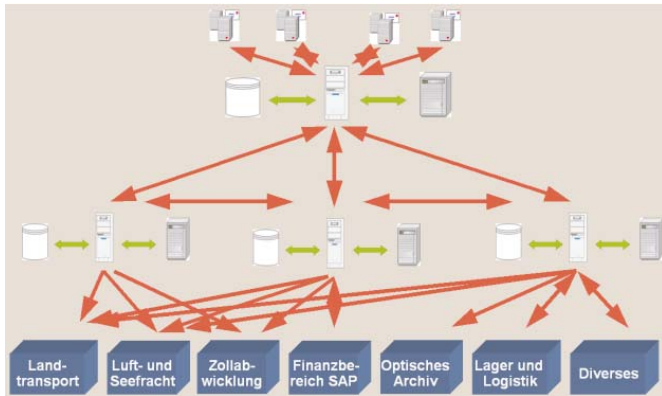 Land-
transport
Luft- und
Seefracht
Zollab-
wicklung
Finanzbe-
reich SAP
Optisches
Archiv
Lager und
Logistik
Diverses